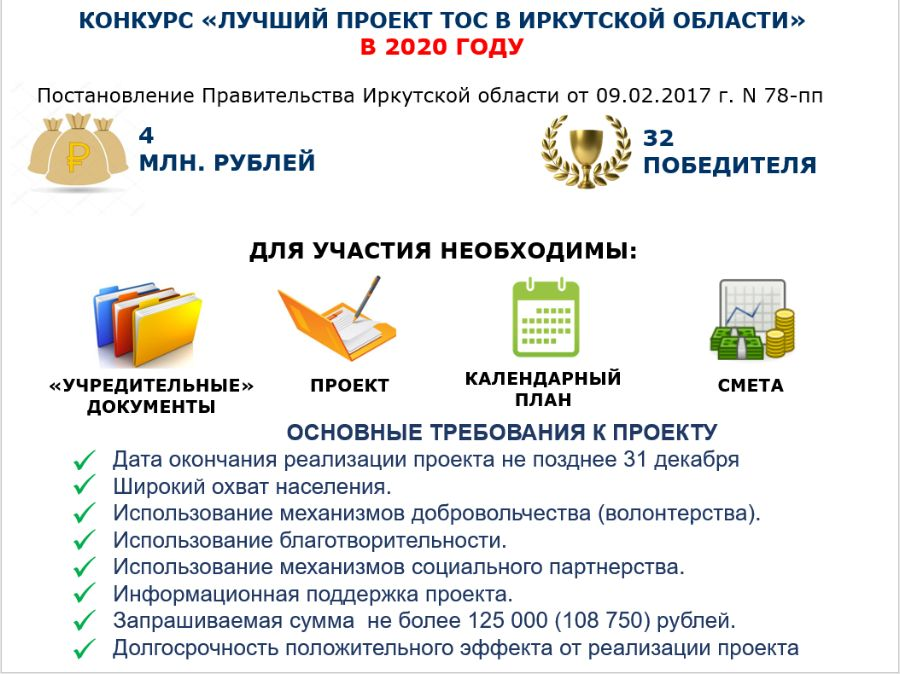 КОНКУРС «ЛУЧШИЙ ПРОЕКТ ТОС В ИРКУТСКОЙ ОБЛАСТИ»
В 2020 ГОДУ
Постановление Правительства Иркутской области от 09.02.2017 г. N 78-пп
4
МЛН. РУБЛЕЙ
32
ПОБЕДИТЕЛЯ
ДЛЯ УЧАСТИЯ НЕОБХОДИМЫ:
«УЧРЕДИТЕЛЬНЫЕ»
ДОКУМЕНТЫ
ПРОЕКТ
КАЛЕНДАРНЫЙ
ПЛАН
СМЕТА
ОСНОВНЫЕ ТРЕБОВАНИЯ К ПРОЕКТУ
Дата окончания реализации проекта не позднее 31 декабря
Широкий охват населения.
Использование механизмов добровольчества (волонтерства).
Использование благотворительности.
Использование механизмов социального партнерства.
Информационная поддержка проекта.
Запрашиваемая сумма не более 125 000 (108 750) рублей.
Долгосрочность положительного эффекта от реализации проекта